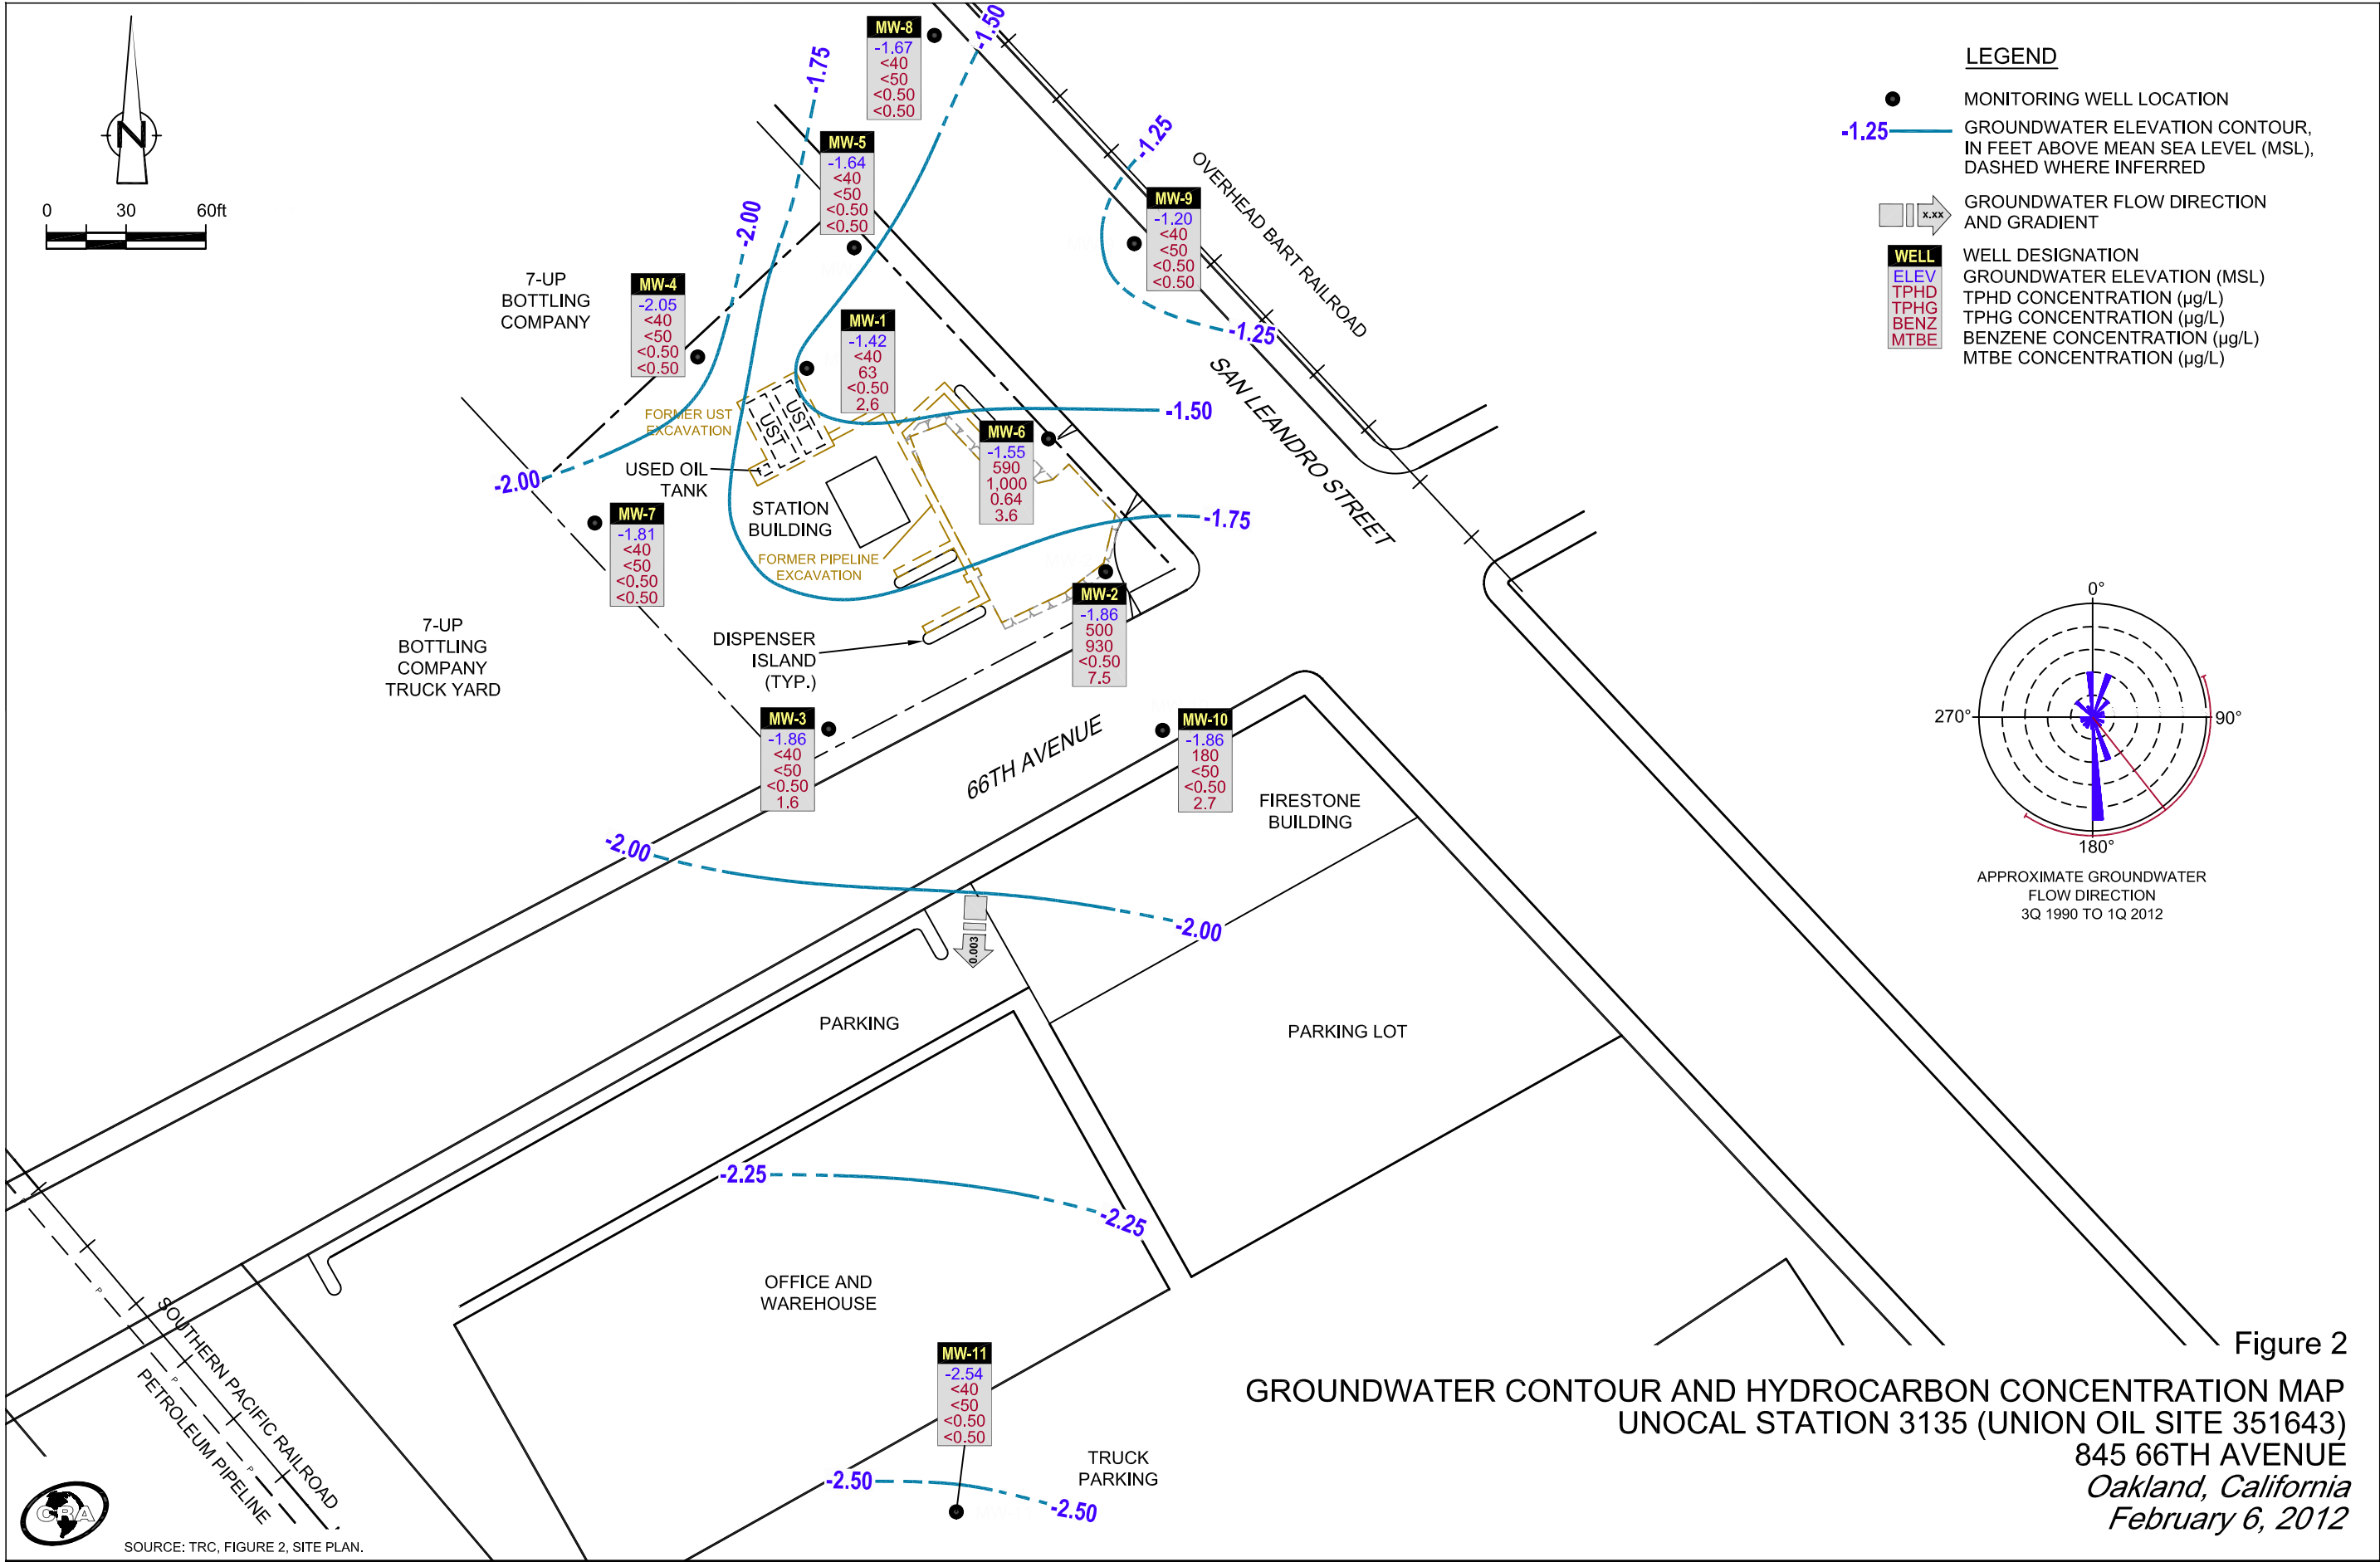 N
0 30 60ft
MW-8
-1.67
<40
<50
<0.50
<0.50
-1.50
-1.75
MW-5
-1.64
<40
<50
<0.50
<0.50
-2.00
-1.25
OVERHEAD BART RAILROAD
MW-9
-1.20
<40
<50
<0.50
<0.50
-1.25
7-UP
BOTTLING
COMPANY
MW-4
-2.05
<40
<50
<0.50
<0.50
MW-1
-1.42
<40
63
<0.50
2.6
FORMER UST
EXCAVATION
UST
UST
-1.50
SAN LEANDRO STREET
MW-6
-1.55
590
1,000
0.64
3.6
USED OIL
TANK
-2.00
STATION
BUILDING
MW-7
-1.81
<40
<50
<0.50
<0.50
-1.75
FORMER PIPELINE
EXCAVATION
MW-2
-1.86
500
930
<0.50
7.5
7-UP
BOTTLING
COMPANY
TRUCK YARD
DISPENSER
ISLAND
(TYP.)
MW-3
-1.86
<40
<50
<0.50
1.6
66TH AVENUE
MW-10
-1.86
180
<50
<0.50
2.7
FIRESTONE
BUILDING
-2.00
-2.00
0.003
PARKING
PARKING LOT
-2.25
-2.25
OFFICE AND
WAREHOUSE
MW-11
-2.54
<40
<50
<0.50
<0.50
TRUCK
PARKING
-2.50
-2.50
SOUTHERN PACIFIC RAILROAD
PETROLEUM PIPELINE
P
P
P
CRA
SOURCE: TRC, FIGURE 2, SITE PLAN.
LEGEND
MONITORING WELL LOCATION
-1.25 GROUNDWATER ELEVATION CONTOUR,
IN FEET ABOVE MEAN SEA LEVEL (MSL),
DASHED WHERE INFERRED
x.xx GROUNDWATER FLOW DIRECTION
AND GRADIENT
WELL WELL DESIGNATION
ELEV GROUNDWATER ELEVATION (MSL)
TPHD TPHD CONCENTRATION (µg/L)
TPHG TPHG CONCENTRATION (µg/L)
BENZ BENZENE CONCENTRATION (µg/L)
MTBE MTBE CONCENTRATION (µg/L)
0°
270° 90°
180°
APPROXIMATE GROUNDWATER
FLOW DIRECTION
3Q 1990 TO 1Q 2012
Figure 2
GROUNDWATER CONTOUR AND HYDROCARBON CONCENTRATION MAP
UNOCAL STATION 3135 (UNION OIL SITE 351643)
845 66TH AVENUE
Oakland, California
February 6, 2012